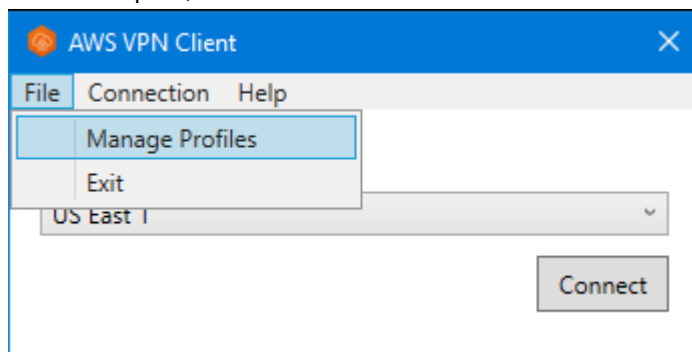 AWS VPN Client
File Connection Help
Manage Profiles
Exit
US East 1
Connect